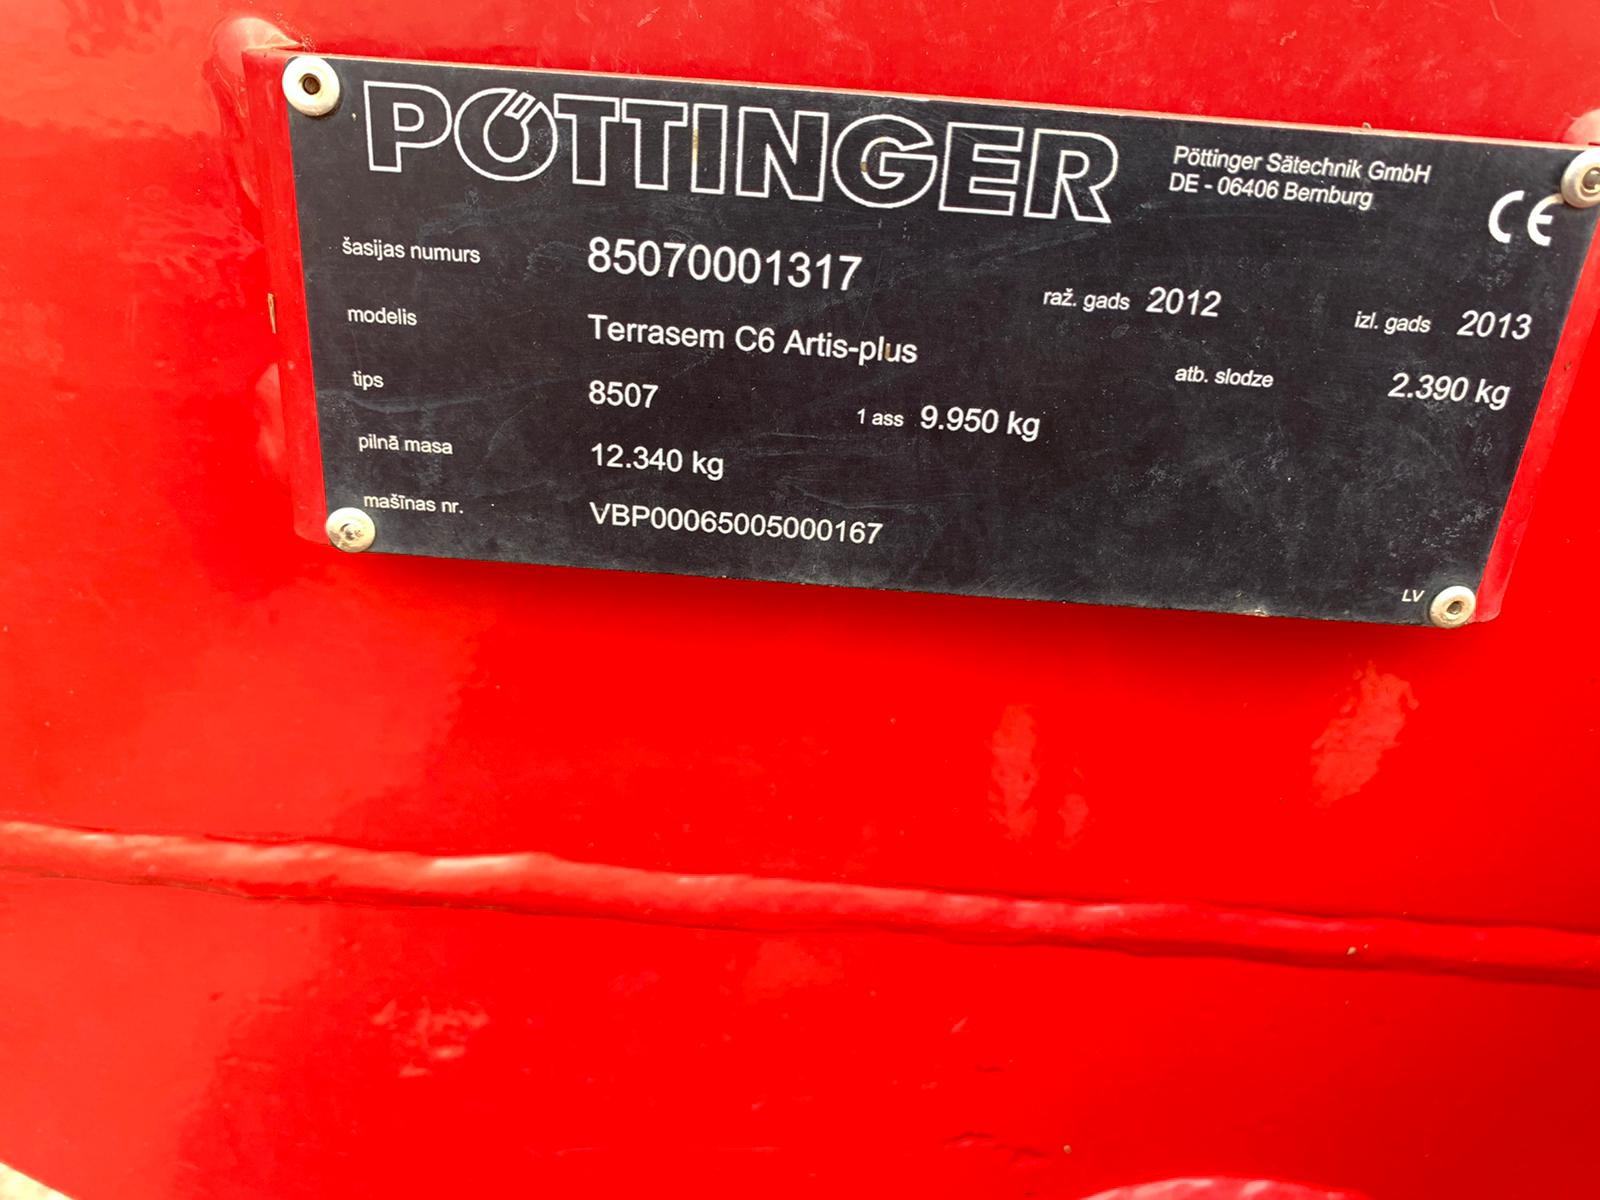 PÖTTINGER
Pöttinger Sätechnik GmbH
DE - 06406 Bernburg
CE
šasijas numurs 85070001317
raž. gads 2012 izl. gads 2013
modelis Terrasem C6 Artis-plus
atb. slodze 2.390 kg
tips 8507
1 ass 9.950 kg
pilnā masa 12.340 kg
mašīnas nr. VBP00065005000167
LV